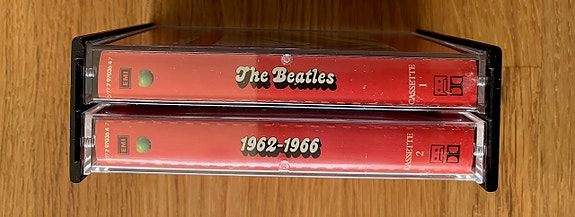 EMI
The Beatles
CASSETTE
1
EMI
1962-1966
CASSETTE
2